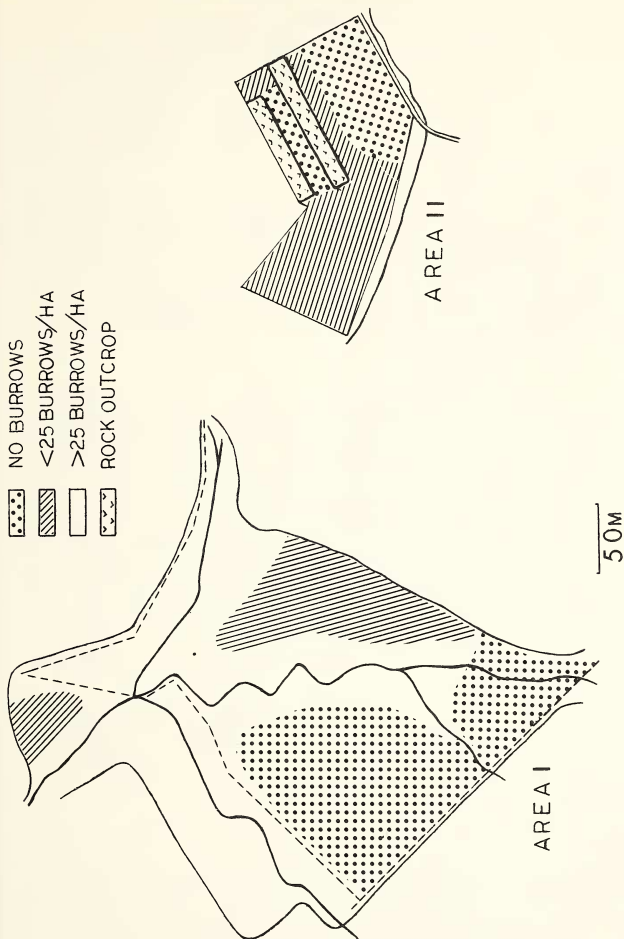 NO BURROWS
<25 BURROWS/HA
>25 BURROWS/HA
ROCK OUTCROP
AREA II
50M
AREA I